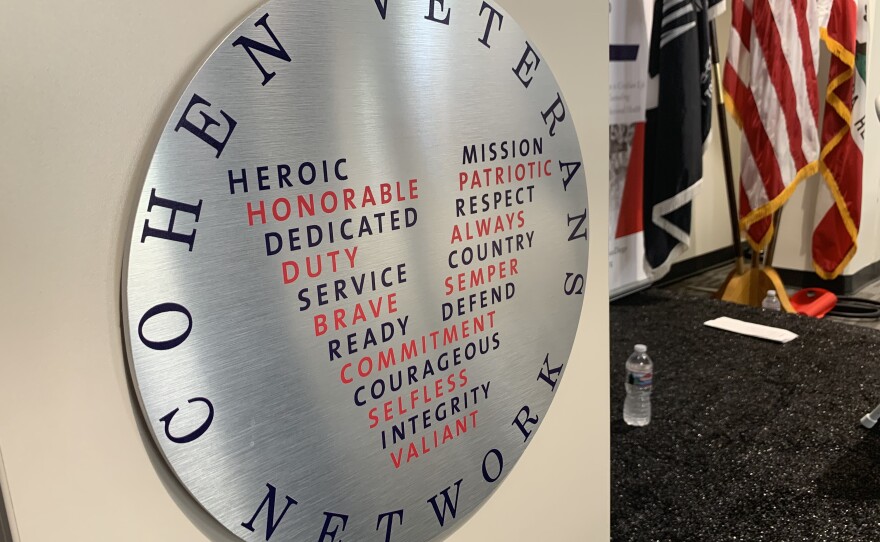 COHEN VETERANS NETWORK
HEROIC MISSION
HONORABLE PATRIOTIC
DEDICATED RESPECT
DUTY ALWAYS
SERVICE COUNTRY
BRAVE SEMPER
READY DEFEND
COMMITMENT
COURAGEOUS
SELFLESS
INTEGRITY
VALIANT